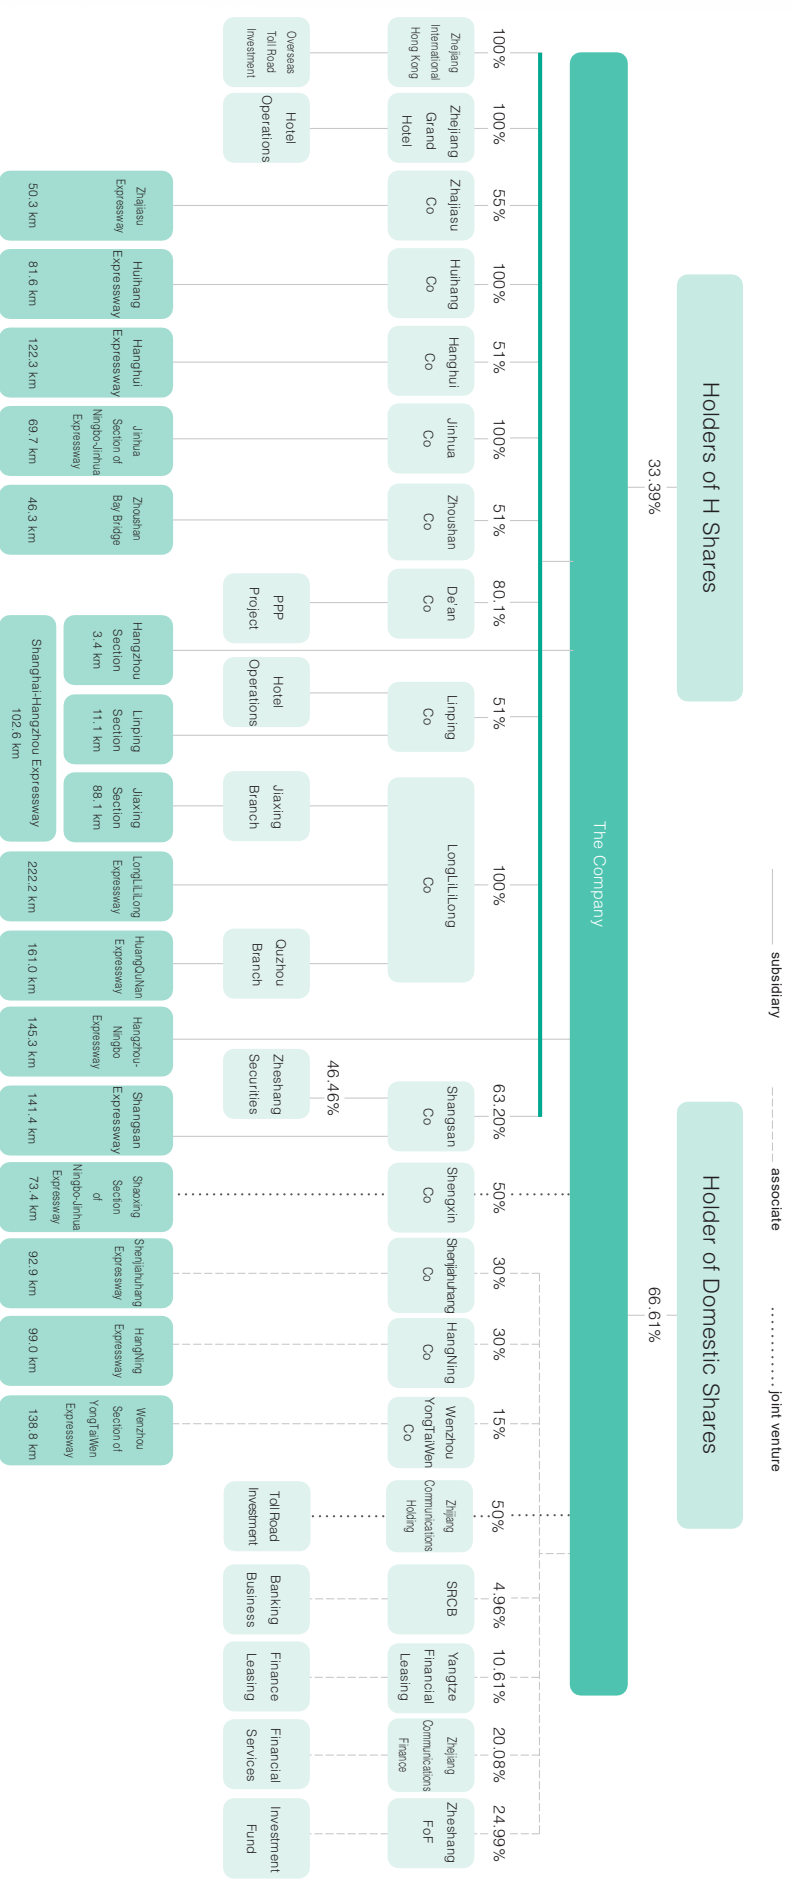 subsidiary
associate
joint venture
Holders of H Shares
Holder of Domestic Shares
33.39%
66.61%
The Company
100%
100%
55%
100%
51%
100%
51%
80.1%
51%
100%
63.20%
50%
30%
30%
15%
50%
4.96%
10.61%
20.08%
24.99%
Zhejiang
International
Hong Kong
Zhejiang
Grand
Hotel
Zhajiasu
Co
Huihang
Co
Hanghui
Co
Jinhua
Co
Zhoushan
Co
De'an
Co
Linping
Co
LongLiLiLong
Co
Shangsan
Co
Shengxin
Co
Shenjiahuhang
Co
HangNing
Co
Wenzhou
YongTaiWen
Co
Zhijiang
Communications
Holding
SRCB
Yangtze
Financial
Leasing
Zhejiang
Communications
Finance
Zheshang
FoF
46.46%
Overseas
Toll Road
Investment
Hotel
Operations
PPP
Project
Hotel
Operations
Jiaxing
Branch
Quzhou
Branch
Zheshang
Securities
Toll Road
Investment
Banking
Business
Finance
Leasing
Financial
Services
Investment
Fund
Zhajiasu
Expressway
50.3 km
Huihang
Expressway
81.6 km
Hanghui
Expressway
122.3 km
Jinhua
Section of
Ningbo-Jinhua
Expressway
69.7 km
Zhoushan
Bay Bridge
46.3 km
Hangzhou
Section
3.4 km
Linping
Section
11.1 km
Jiaxing
Section
88.1 km
Shanghai-Hangzhou Expressway
102.6 km
LongLiLiLong
Expressway
222.2 km
HuangQuNan
Expressway
161.0 km
Hangzhou-
Ningbo
Expressway
145.3 km
Shangsan
Expressway
141.4 km
Shaoxing
Section
of
Ningbo-Jinhua
Expressway
73.4 km
Shenjiahuhang
Expressway
92.9 km
HangNing
Expressway
99.0 km
Wenzhou
Section of
YongTaiWen
Expressway
138.8 km